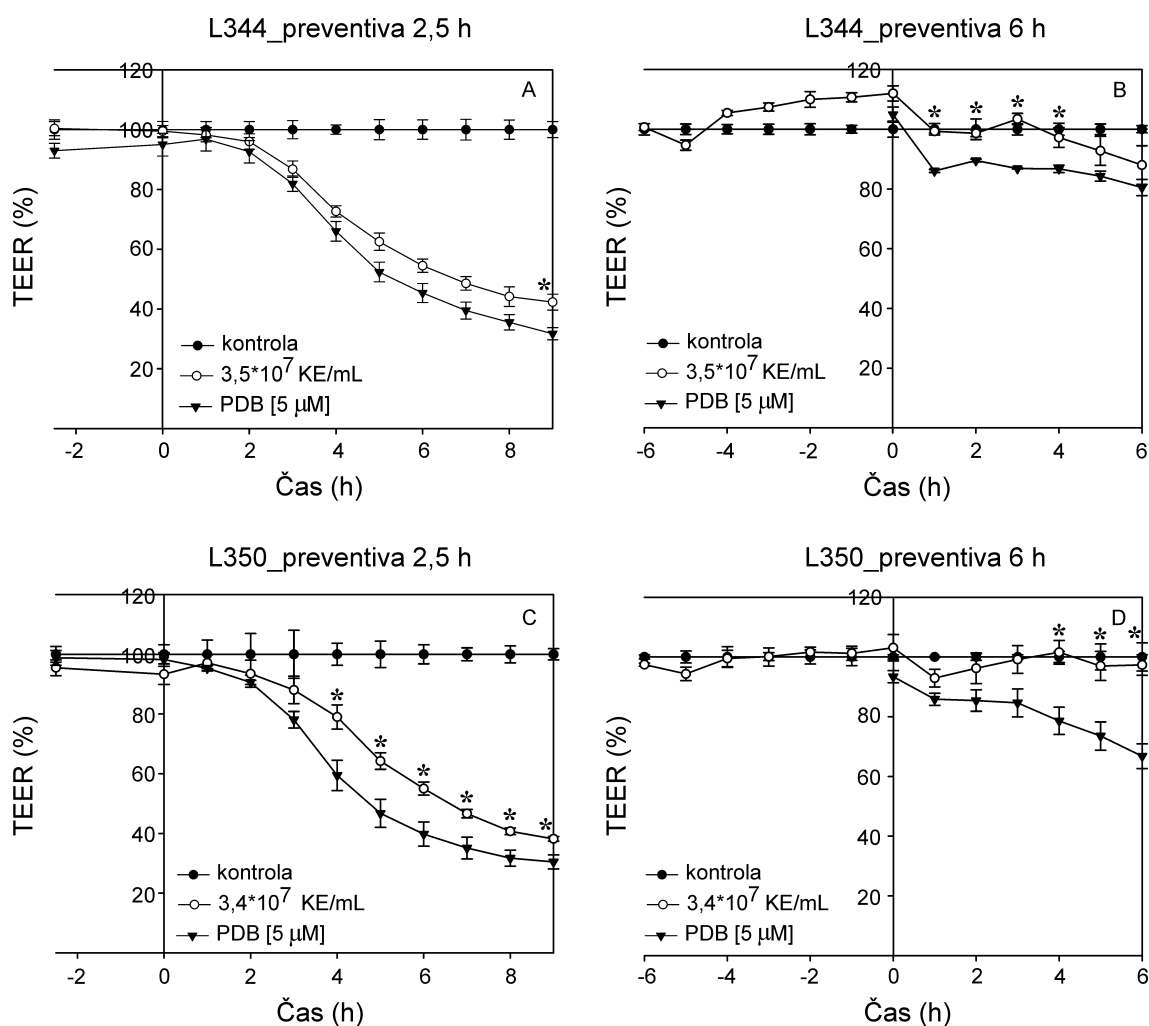 L344_preventiva 2,5 h
A
TEER (%)
120
100
80
60
40
20
kontrola
3,5*10⁷ KE/mL
PDB [5 μM]
-2 0 2 4 6 8
Čas (h)
L344_preventiva 6 h
B
* * * *
TEER (%)
120
100
80
60
40
20
kontrola
3,5*10⁷ KE/mL
PDB [5 μM]
-6 -4 -2 0 2 4 6
Čas (h)
L350_preventiva 2,5 h
C
TEER (%)
120
100
80
60
40
20
kontrola
3,4*10⁷ KE/mL
PDB [5 μM]
-2 0 2 4 6 8
Čas (h)
L350_preventiva 6 h
D
* * *
TEER (%)
120
100
80
60
40
20
kontrola
3,4*10⁷ KE/mL
PDB [5 μM]
-6 -4 -2 0 2 4 6
Čas (h)